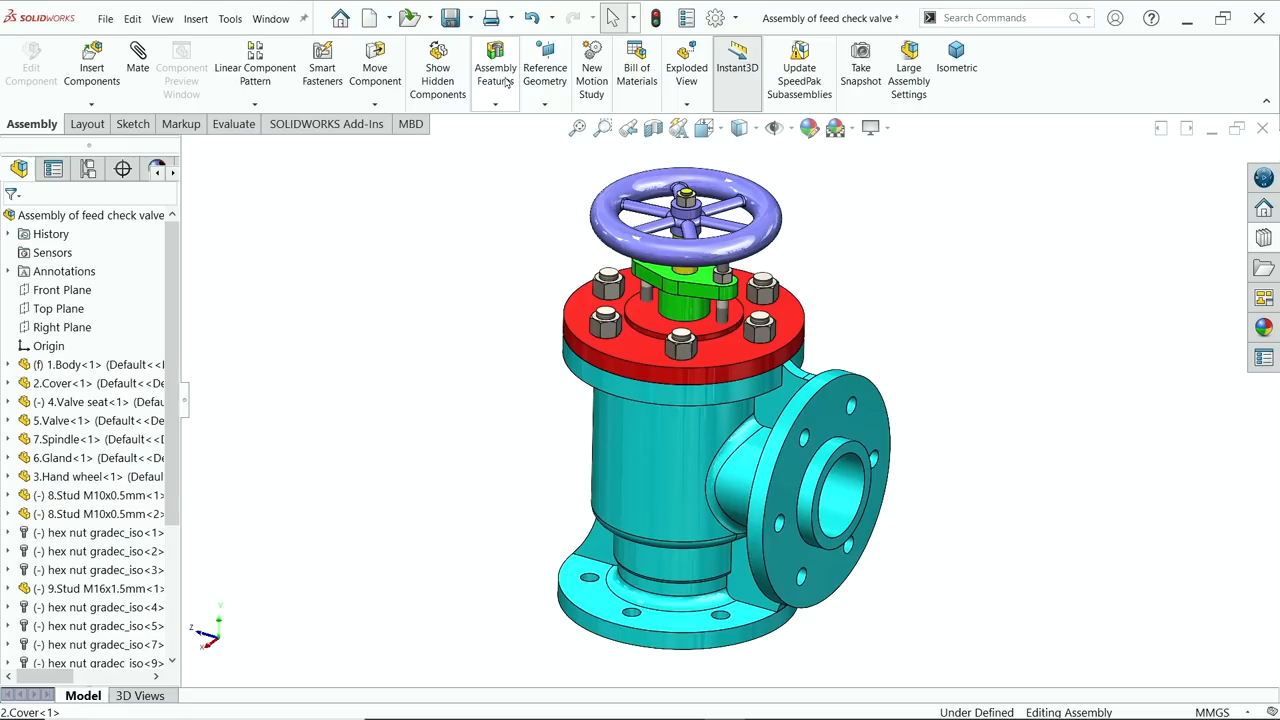 SOLIDWORKS File Edit View Insert Tools Window Assembly of feed check valve * Search Commands
Edit Component
Insert Components
Mate
Component Preview Window
Linear Component Pattern
Smart Fasteners
Move Component
Show Hidden Components
Assembly Features
Reference Geometry
New Motion Study
Bill of Materials
Exploded View
Instant3D
Update SpeedPak Subassemblies
Take Snapshot
Large Assembly Settings
Isometric
Assembly Layout Sketch Markup Evaluate SOLIDWORKS Add-Ins MBD
Assembly of feed check valve
History
Sensors
Annotations
Front Plane
Top Plane
Right Plane
Origin
(f) 1.Body<1> (Default<<
2.Cover<1> (Default<<De
(-) 4.Valve seat<1> (Defau
5.Valve<1> (Default<<De
7.Spindle<1> (Default<<D
6.Gland<1> (Default<<De
3.Hand wheel<1> (Defaul
(-) 8.Stud M10x0.5mm<1>
(-) 8.Stud M10x0.5mm<2>
(-) hex nut gradec_iso<1>
(-) hex nut gradec_iso<2>
(-) hex nut gradec_iso<3>
(-) 9.Stud M16x1.5mm<1>
(-) hex nut gradec_iso<4>
(-) hex nut gradec_iso<5>
(-) hex nut gradec_iso<7>
(-) hex nut gradec_iso<9>
Y
Z
X
Model 3D Views
2.Cover<1> Under Defined Editing Assembly MMGS